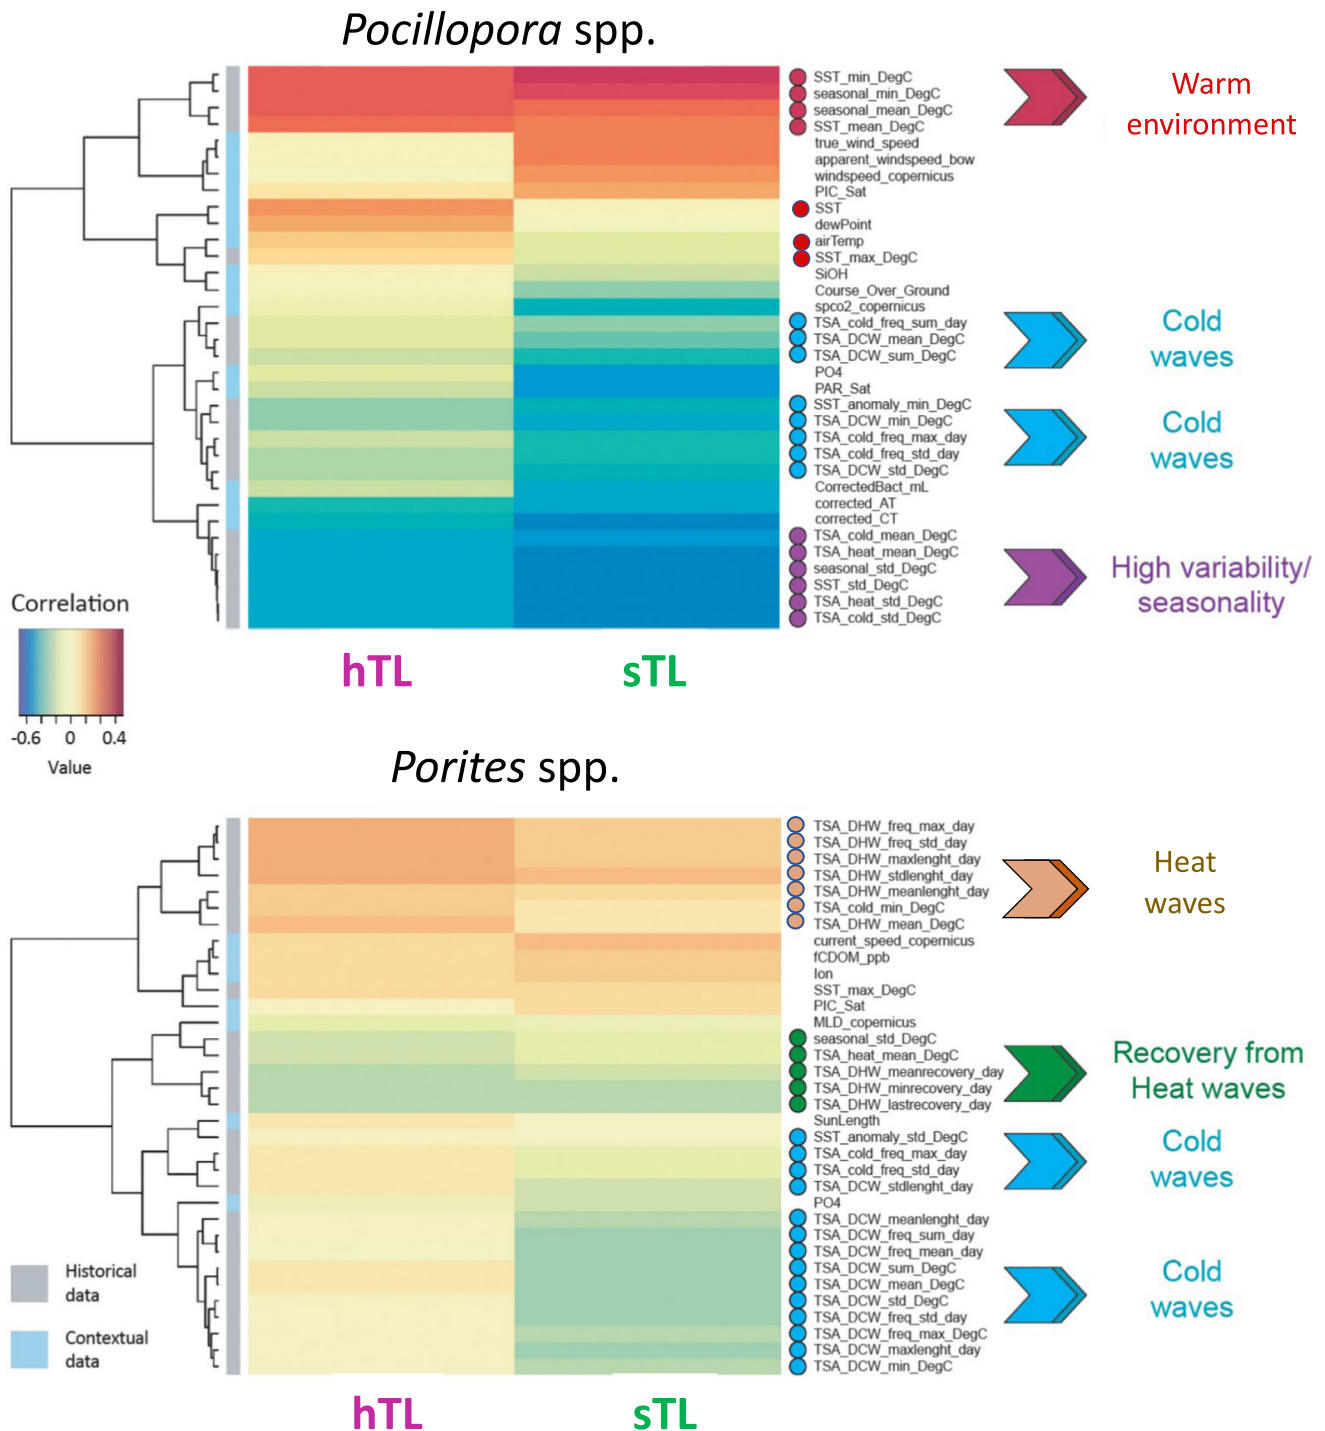 Pocillopora spp.
SST_min_DegC
seasonal_min_DegC
seasonal_mean_DegC
SST_mean_DegC
true_wind_speed
apparent_windspeed_bow
windspeed_copernicus
PIC_Sat
SST
dewPoint
airTemp
SST_max_DegC
SiOH
Course_Over_Ground
spco2_copernicus
TSA_cold_freq_sum_day
TSA_DCW_mean_DegC
TSA_DCW_sum_DegC
PO4
PAR_Sat
SST_anomaly_min_DegC
TSA_DCW_min_DegC
TSA_cold_freq_max_day
TSA_cold_freq_std_day
TSA_DCW_std_DegC
CorrectedBact_mL
corrected_AT
corrected_CT
TSA_cold_mean_DegC
TSA_heat_mean_DegC
seasonal_std_DegC
SST_std_DegC
TSA_heat_std_DegC
TSA_cold_std_DegC
Warm
environment
Cold
waves
Cold
waves
High variability/
seasonality
Correlation
-0.6 0 0.4
Value
hTL sTL
Porites spp.
TSA_DHW_freq_max_day
TSA_DHW_freq_std_day
TSA_DHW_maxlenght_day
TSA_DHW_stdlenght_day
TSA_DHW_meanlenght_day
TSA_cold_min_DegC
TSA_DHW_mean_DegC
current_speed_copernicus
fCDOM_ppb
lon
SST_max_DegC
PIC_Sat
MLD_copernicus
seasonal_std_DegC
TSA_heat_mean_DegC
TSA_DHW_meanrecovery_day
TSA_DHW_minrecovery_day
TSA_DHW_lastrecovery_day
SunLength
SST_anomaly_std_DegC
TSA_cold_freq_max_day
TSA_cold_freq_std_day
TSA_DCW_stdlenght_day
PO4
TSA_DCW_meanlenght_day
TSA_DCW_freq_sum_day
TSA_DCW_freq_mean_day
TSA_DCW_sum_DegC
TSA_DCW_mean_DegC
TSA_DCW_std_DegC
TSA_DCW_freq_std_day
TSA_DCW_freq_max_DegC
TSA_DCW_maxlenght_day
TSA_DCW_min_DegC
Heat
waves
Recovery from
Heat waves
Cold
waves
Cold
waves
Historical
data
Contextual
data
hTL sTL